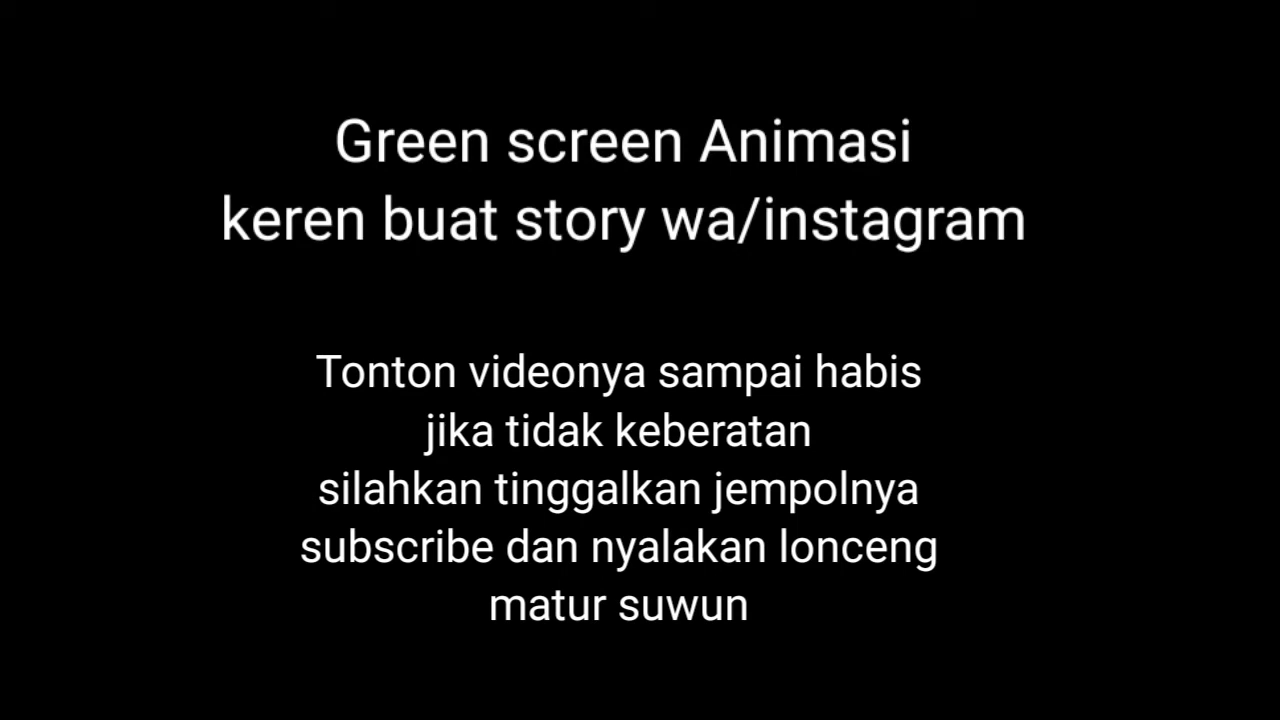 Green screen Animasi
keren buat story wa/instagram
Tonton videonya sampai habis
jika tidak keberatan
silahkan tinggalkan jempolnya
subscribe dan nyalakan lonceng
matur suwun